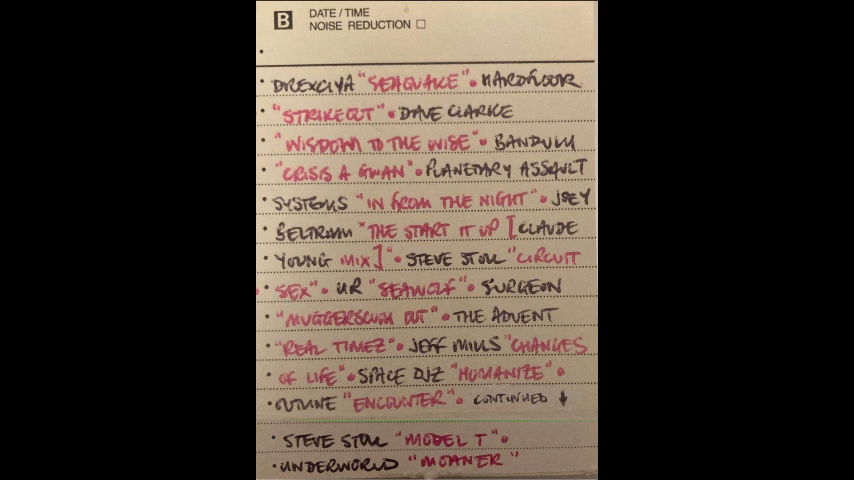 B DATE/TIME
NOISE REDUCTION
DREXCIYA "SEAQUAKE" • HARDFLOOR
"STRIKEOUT" • DAVE CLARKE
"WISDOM TO THE WISE" • BANDULU
"CRISIS A GWAN" • PLANETARY ASSAULT
SYSTEMS "IN FROM THE NIGHT" • JOEY
BELTRAM "THE START IT UP [CLAUDE
YOUNG MIX]" • STEVE STOLL "CIRCUIT
SEX" • UR "SEAWOLF" • SURGEON
"MUGGERSCUM OUT" • THE ADVENT
"REAL TIMEZ" • JEFF MILLS "CHANGES
OF LIFE" • SPACE DJZ "HUMANIZE" •
OUTLINE "ENCOUNTER" • CONTINUED ↓
STEVE STOLL "MODEL T" •
UNDERWORLD "MOANER"